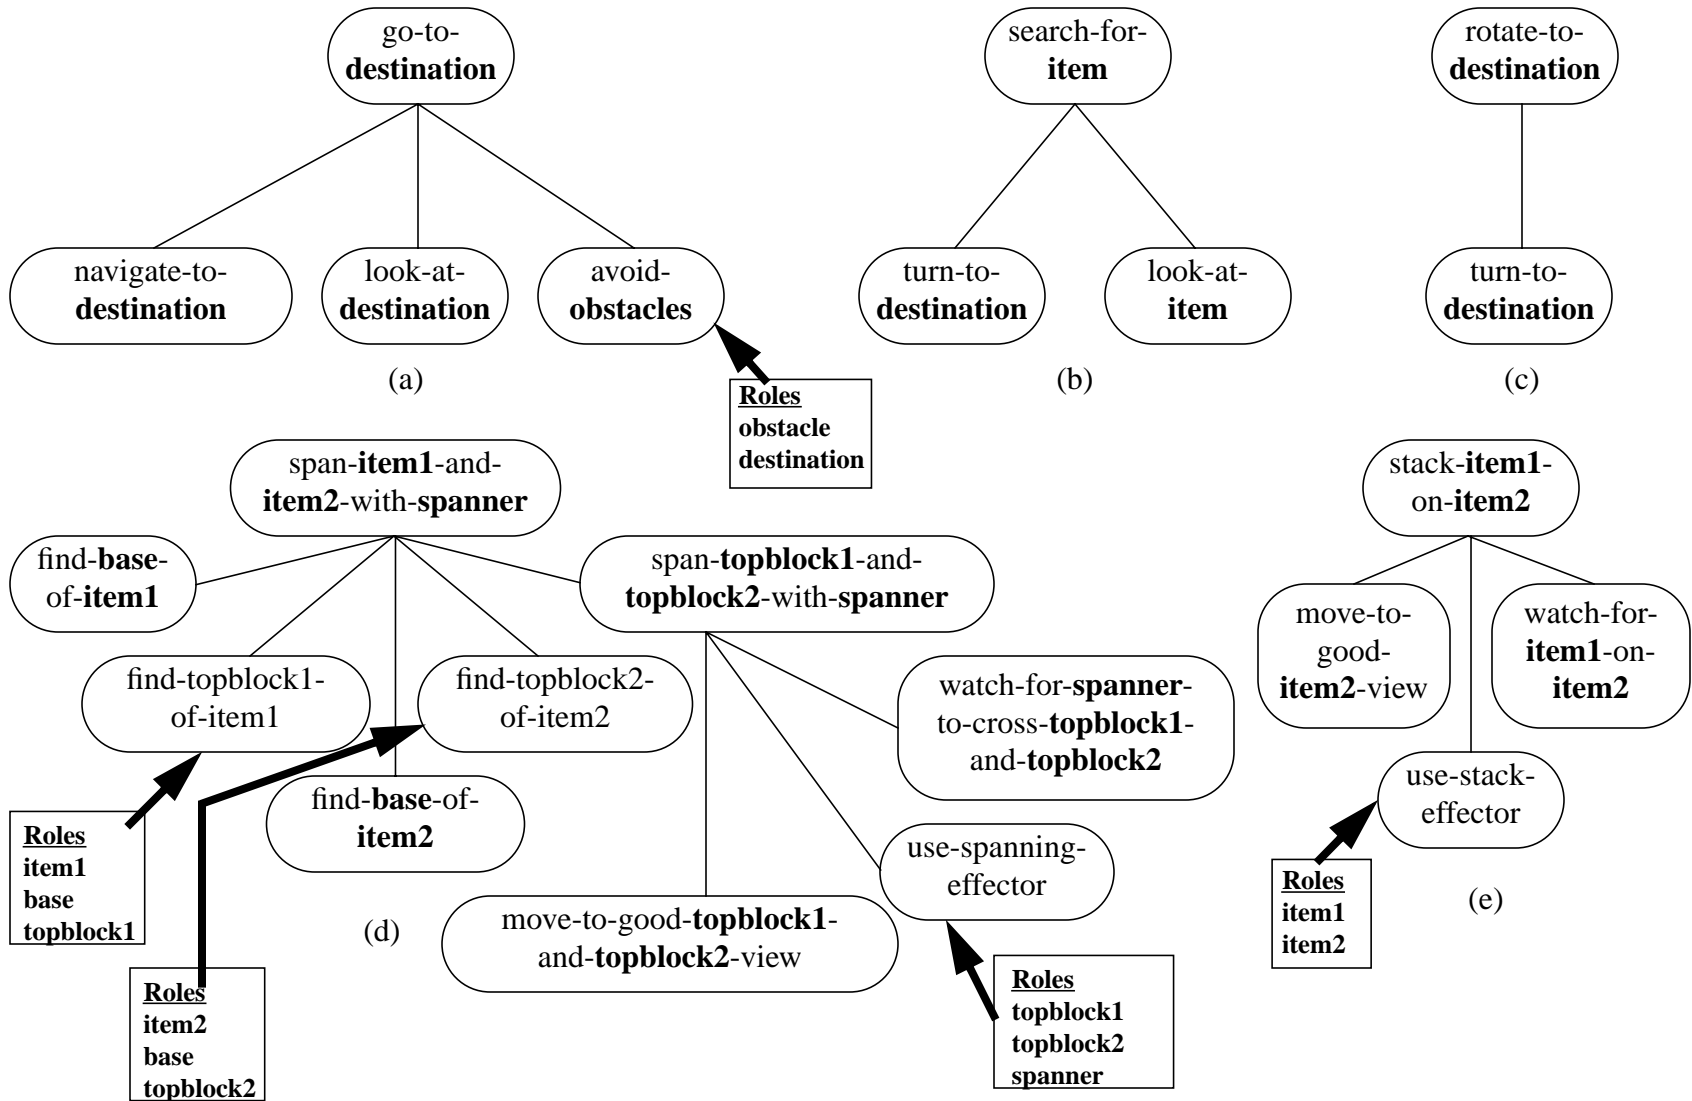 go-to-
destination
search-for-
item
rotate-to-
destination
navigate-to-
destination
look-at-
destination
avoid-
obstacles
turn-to-
destination
look-at-
item
turn-to-
destination
(a)
(b)
(c)
Roles
obstacle
destination
span-item1-and-
item2-with-spanner
find-base-
of-item1
span-topblock1-and-
topblock2-with-spanner
find-topblock1-
of-item1
find-topblock2-
of-item2
find-base-of-
item2
watch-for-spanner-
to-cross-topblock1-
and-topblock2
use-spanning-
effector
move-to-good-topblock1-
and-topblock2-view
Roles
item1
base
topblock1
(d)
Roles
item2
base
topblock2
Roles
topblock1
topblock2
spanner
stack-item1-
on-item2
move-to-
good-
item2-view
watch-for-
item1-on-
item2
use-stack-
effector
Roles
item1
item2
(e)